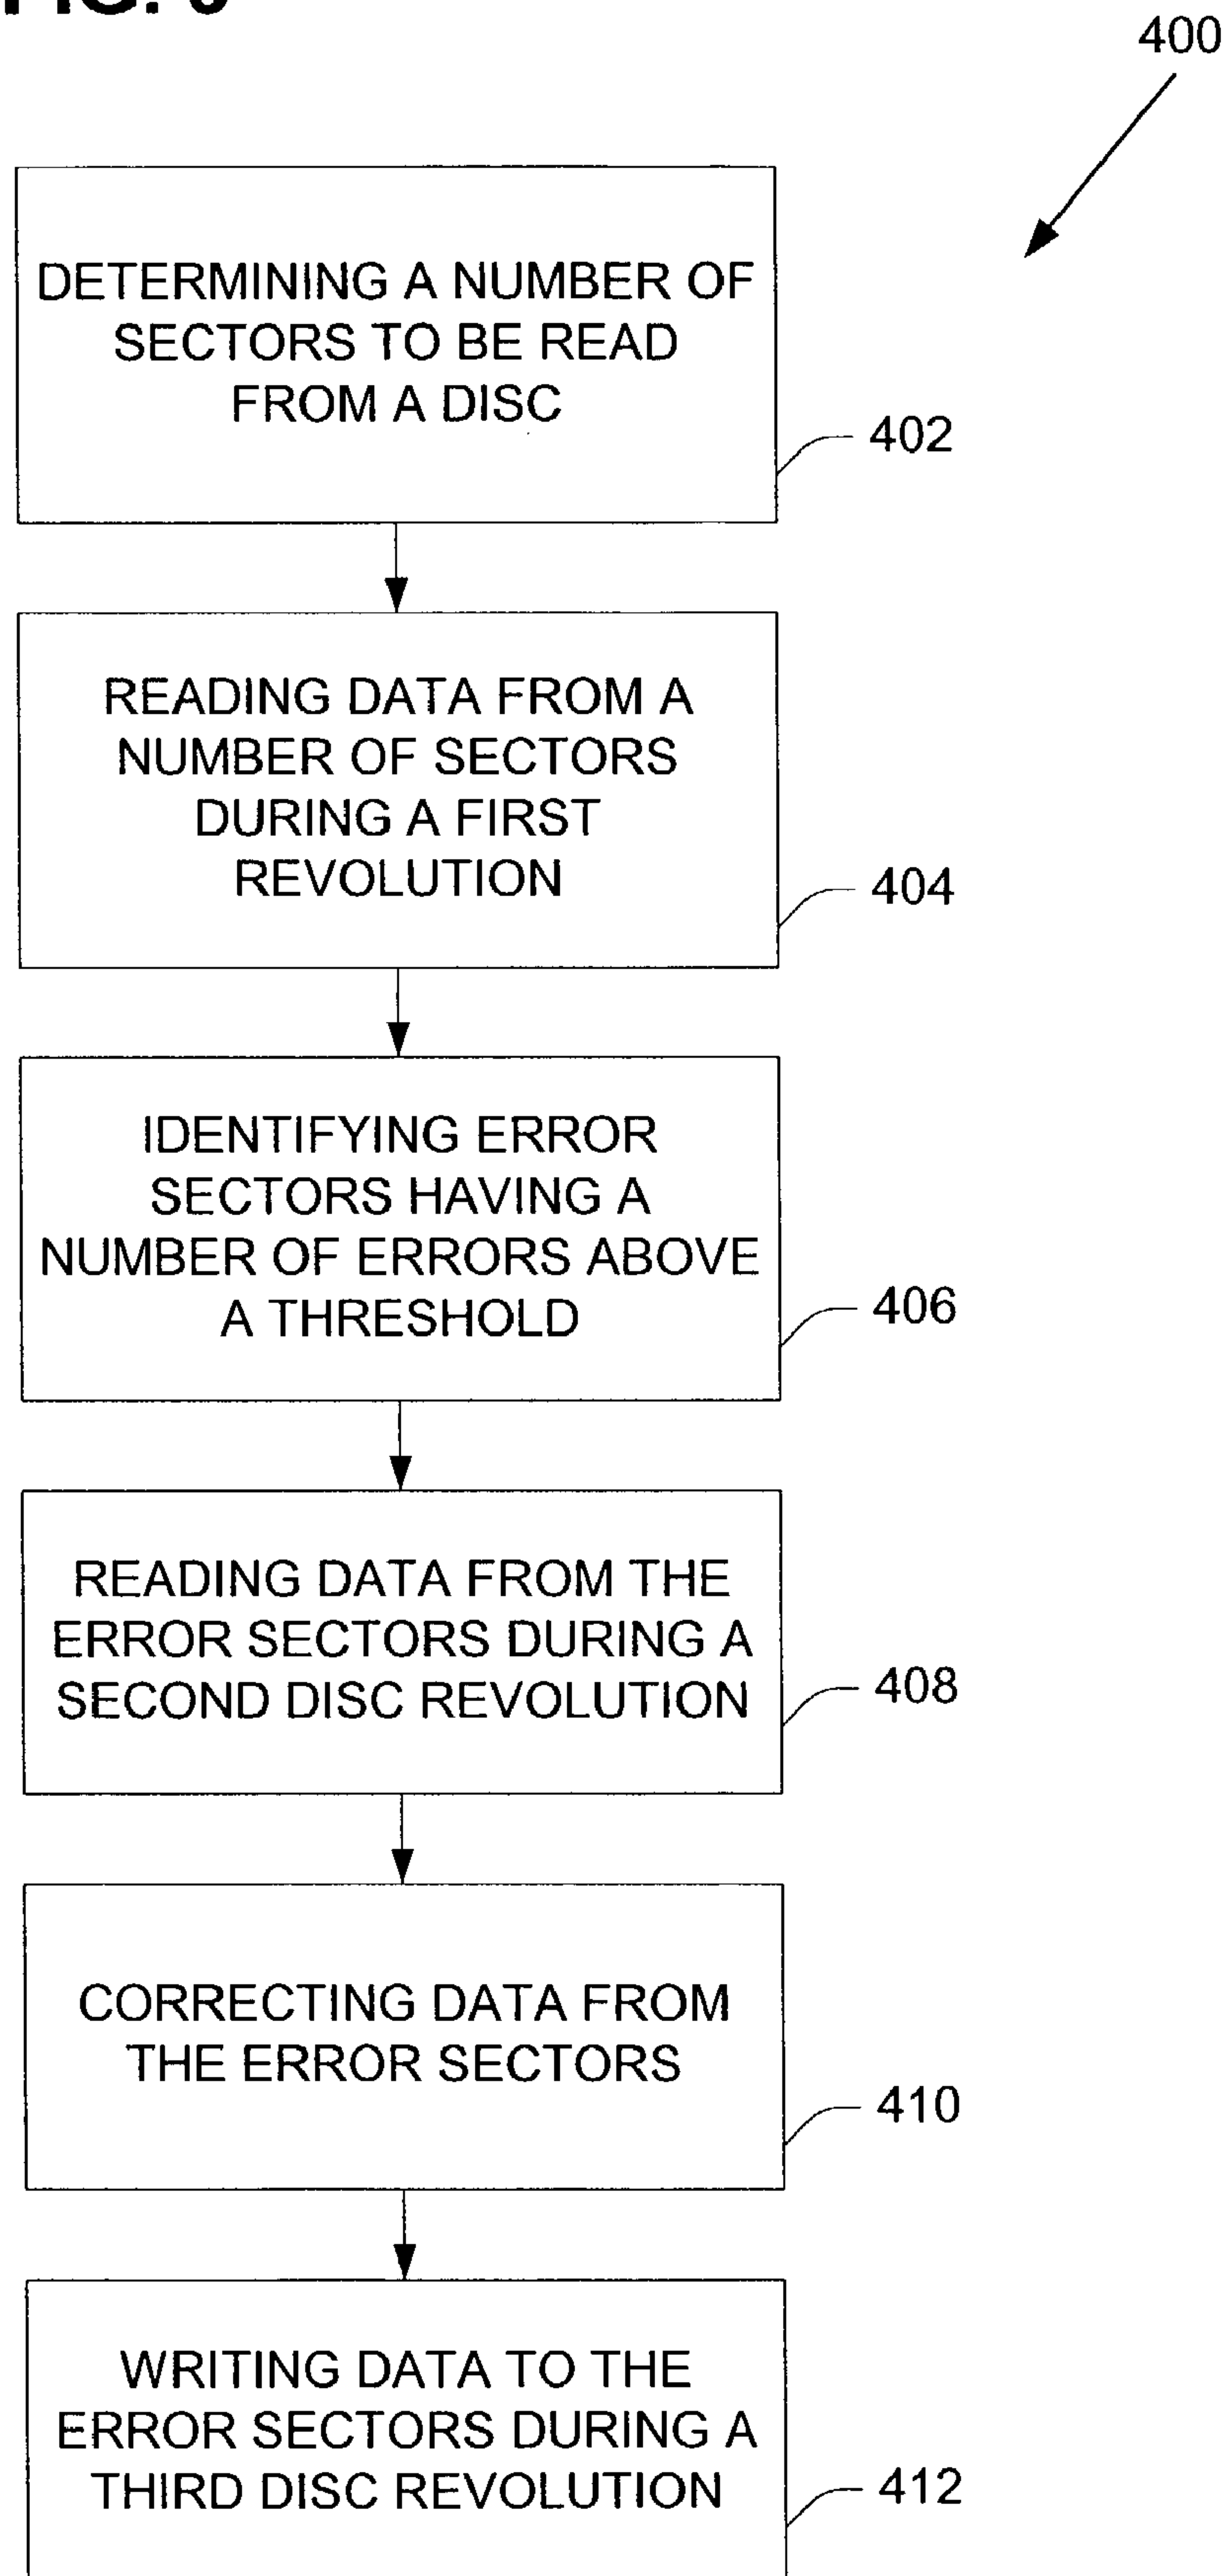 FIG.
400
DETERMINING A NUMBER OF
SECTORS TO BE READ
FROM A DISC
402
READING DATA FROM A
NUMBER OF SECTORS
DURING A FIRST
REVOLUTION
404
IDENTIFYING ERROR
SECTORS HAVING A
NUMBER OF ERRORS ABOVE
A THRESHOLD
406
READING DATA FROM THE
ERROR SECTORS DURING A
SECOND DISC REVOLUTION
408
CORRECTING DATA FROM
THE ERROR SECTORS
410
WRITING DATA TO THE
ERROR SECTORS DURING A
THIRD DISC REVOLUTION
412